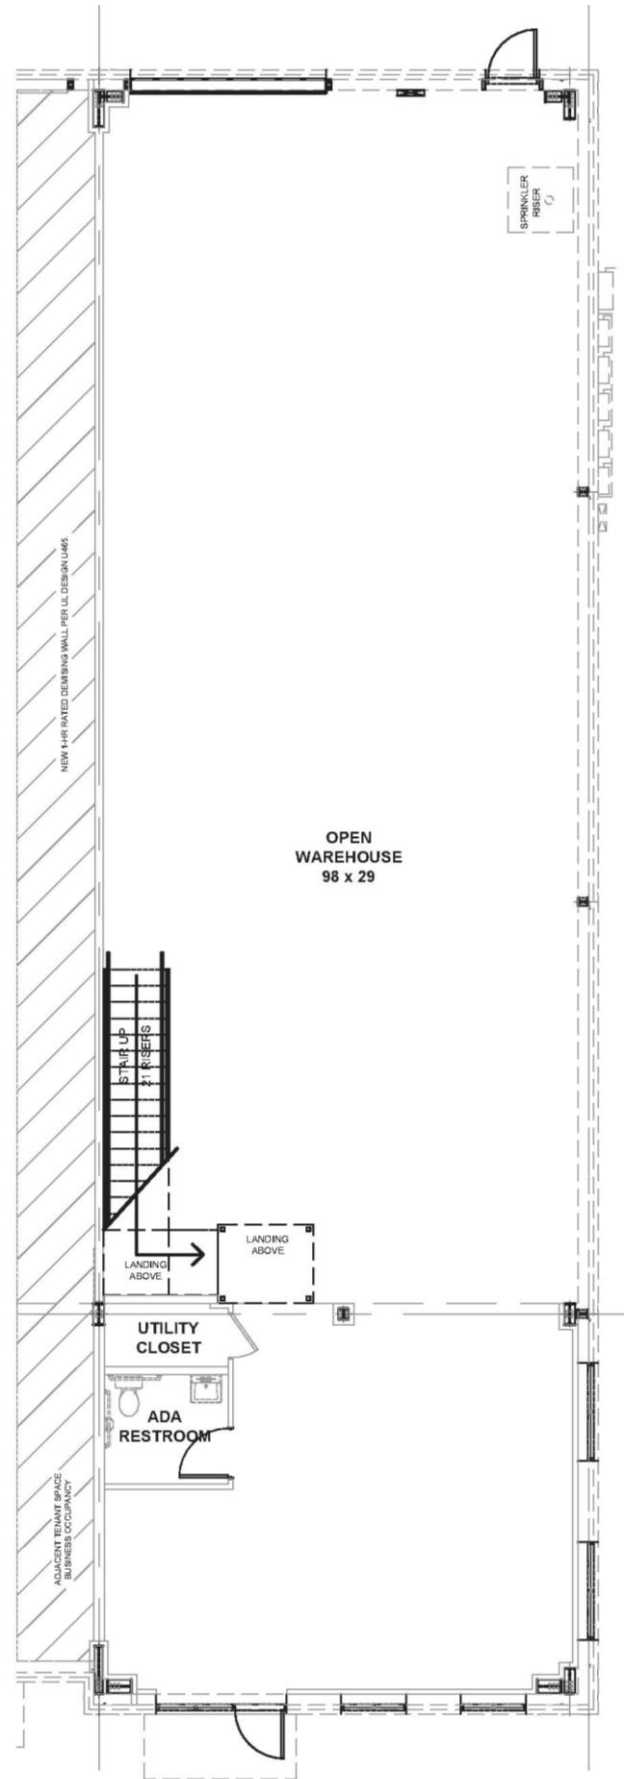 SPRINKLER
RISER
NEW 1-HR RATED DEMISING WALL PER UL DESIGN U465
OPEN
WAREHOUSE
98 x 29
STAIR UP
21 RISERS
LANDING
ABOVE
LANDING
ABOVE
UTILITY
CLOSET
ADA
RESTROOM
ADJACENT TENANT SPACE
BUSINESS OCCUPANCY